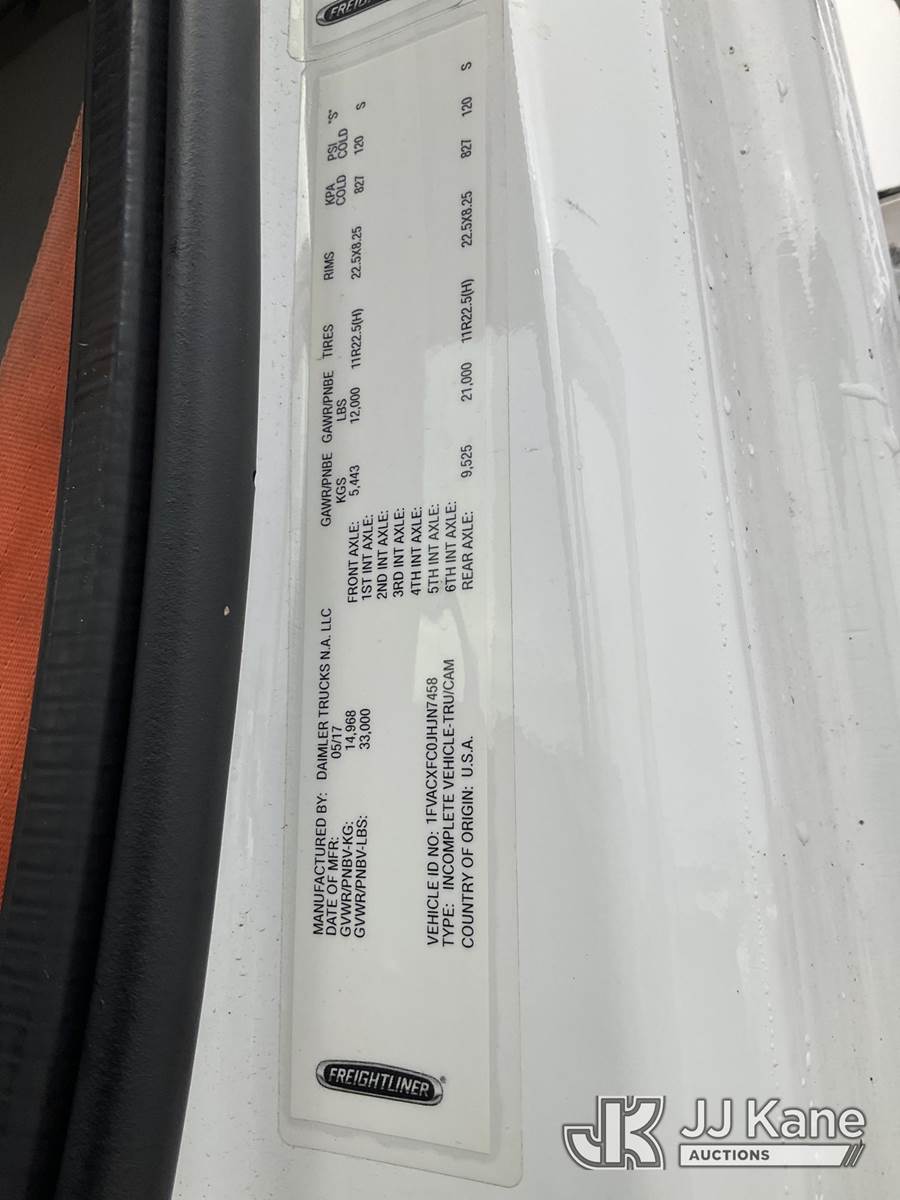 FREIGHTLINER
MANUFACTURED BY: DAIMLER TRUCKS N.A. LLC
DATE OF MFR: 05/17
GVWR/PNBV-KG: 14,968
GVWR/PNBV-LBS: 33,000
VEHICLE ID NO: 1FVACXFC0JHJN7458
TYPE: INCOMPLETE VEHICLE-TRU/CAM
COUNTRY OF ORIGIN: U.S.A.
GAWR/PNBE GAWR/PNBE TIRES RIMS KPA PSI "S"
KGS LBS COLD COLD
FRONT AXLE: 5,443 12,000 11R22.5(H) 22.5X8.25 827 120 S
1ST INT AXLE:
2ND INT AXLE:
3RD INT AXLE:
4TH INT AXLE:
5TH INT AXLE:
6TH INT AXLE:
REAR AXLE: 9,525 21,000 11R22.5(H) 22.5X8.25 827 120 S
JK JJ Kane
AUCTIONS